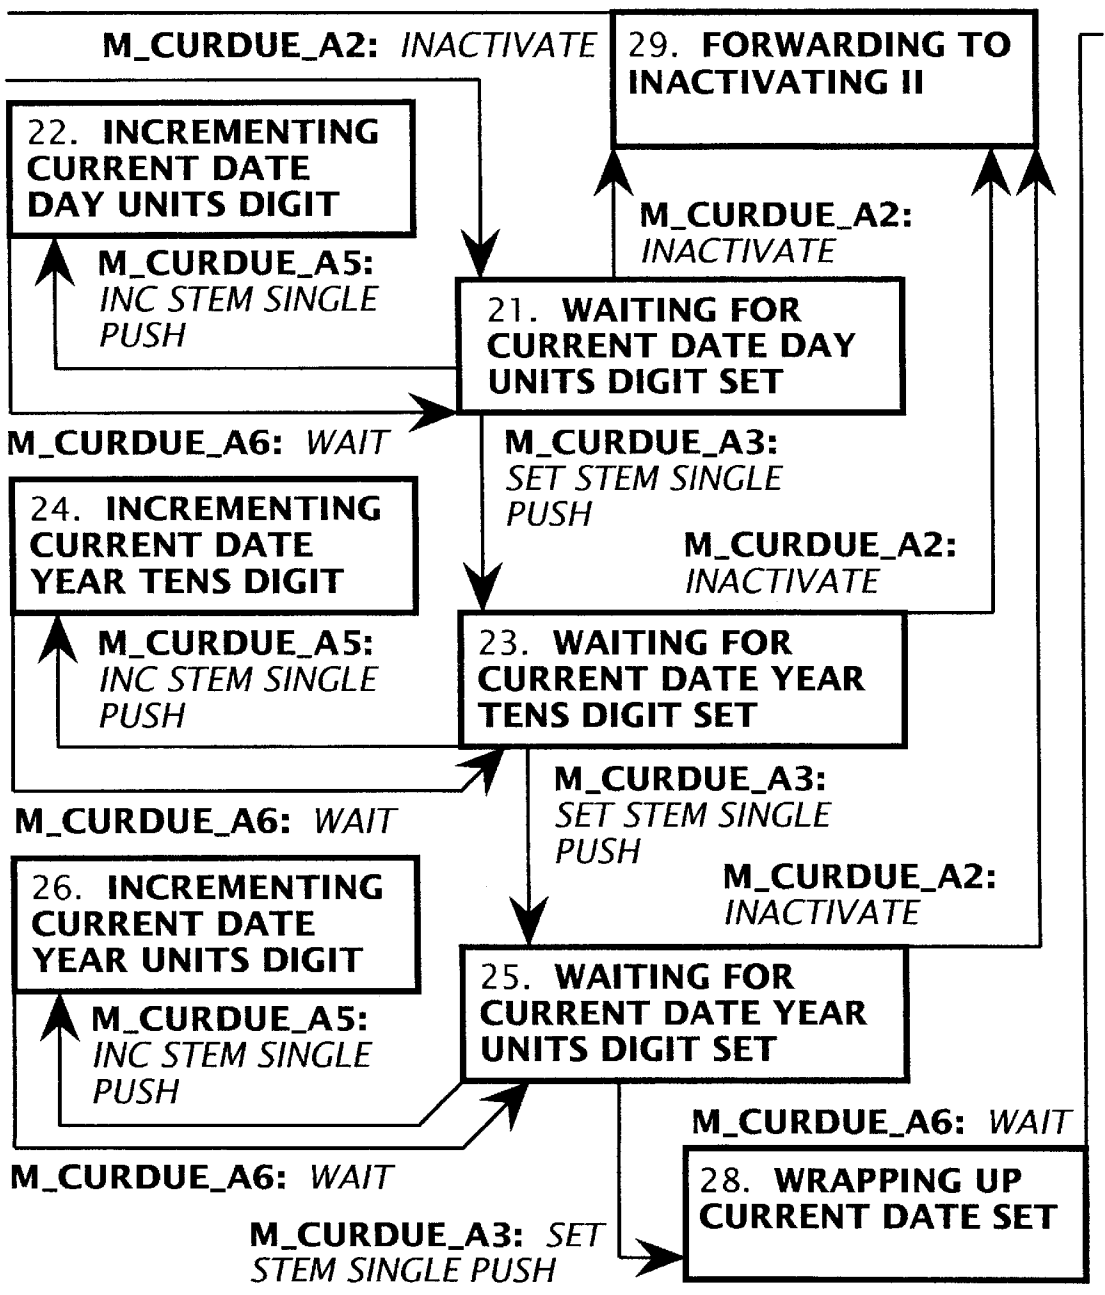 M_CURDUE_A2: INACTIVATE
29. FORWARDING TO
INACTIVATING II
22. INCREMENTING
CURRENT DATE
DAY UNITS DIGIT
M_CURDUE_A2:
INACTIVATE
M_CURDUE_A5:
INC STEM SINGLE
PUSH
21. WAITING FOR
CURRENT DATE DAY
UNITS DIGIT SET
M_CURDUE_A6: WAIT
M_CURDUE_A3:
SET STEM SINGLE
PUSH
24. INCREMENTING
CURRENT DATE
YEAR TENS DIGIT
M_CURDUE_A2:
INACTIVATE
M_CURDUE_A5:
INC STEM SINGLE
PUSH
23. WAITING FOR
CURRENT DATE YEAR
TENS DIGIT SET
M_CURDUE_A6: WAIT
M_CURDUE_A3:
SET STEM SINGLE
PUSH
26. INCREMENTING
CURRENT DATE
YEAR UNITS DIGIT
M_CURDUE_A2:
INACTIVATE
M_CURDUE_A5:
INC STEM SINGLE
PUSH
25. WAITING FOR
CURRENT DATE YEAR
UNITS DIGIT SET
M_CURDUE_A6: WAIT
M_CURDUE_A6: WAIT
28. WRAPPING UP
CURRENT DATE SET
M_CURDUE_A3: SET
STEM SINGLE PUSH